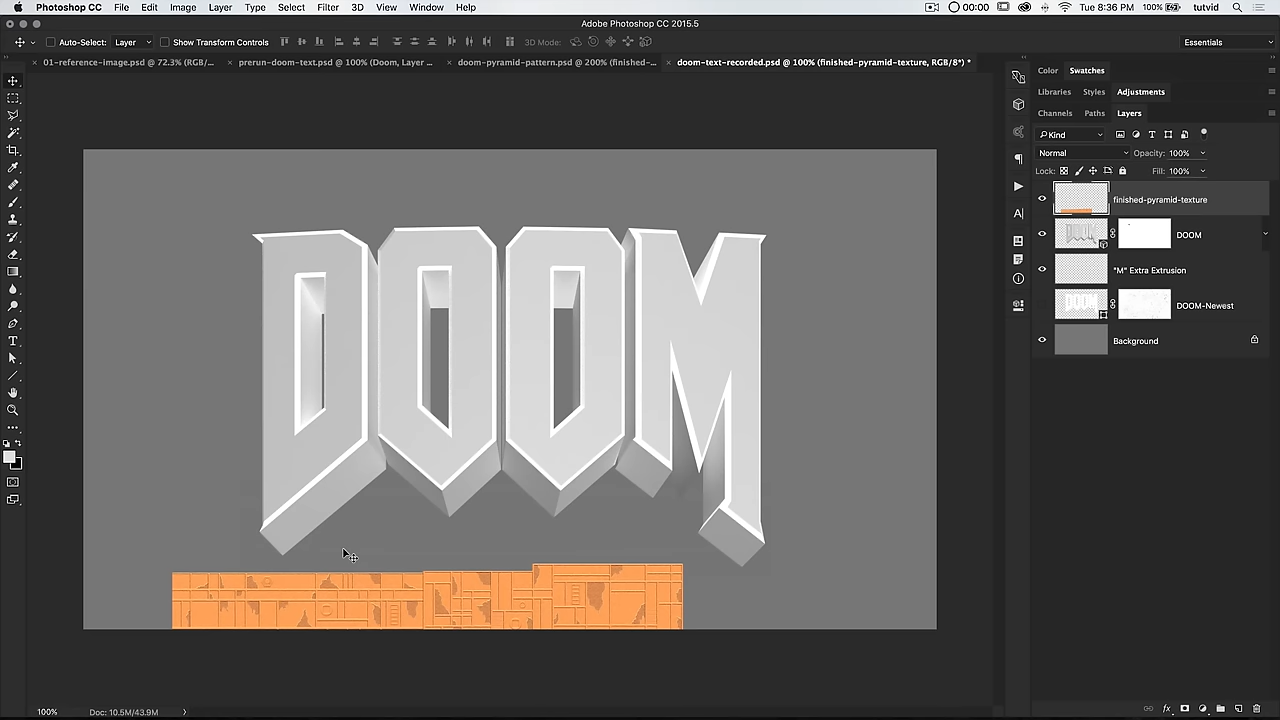 Photoshop CC File Edit Image Layer Type Select Filter 3D View Window Help 00:00 100% Tue 8:36 PM tutvid
Adobe Photoshop CC 2015.5
Auto-Select: Layer Show Transform Controls 3D Mode: Essentials
01-reference-image.psd @ 72.3% (RGB/... prerun-doom-text.psd @ 100% (Doom, Layer ... doom-pyramid-pattern.psd @ 200% (finished-... doom-text-recorded.psd @ 100% (finished-pyramid-texture, RGB/8*) *
Color Swatches
Libraries Styles Adjustments
Channels Paths Layers
Kind
Normal Opacity: 100%
Lock: Fill: 100%
finished-pyramid-texture
DOOM
"M" Extra Extrusion
DOOM-Newest
Background
DOOM
100% Doc: 10.5M/43.9M